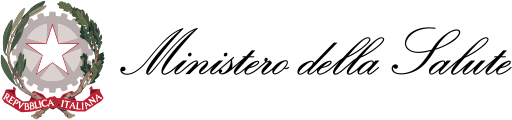 Ministero della Salute
REPVBBLICA ITALIANA